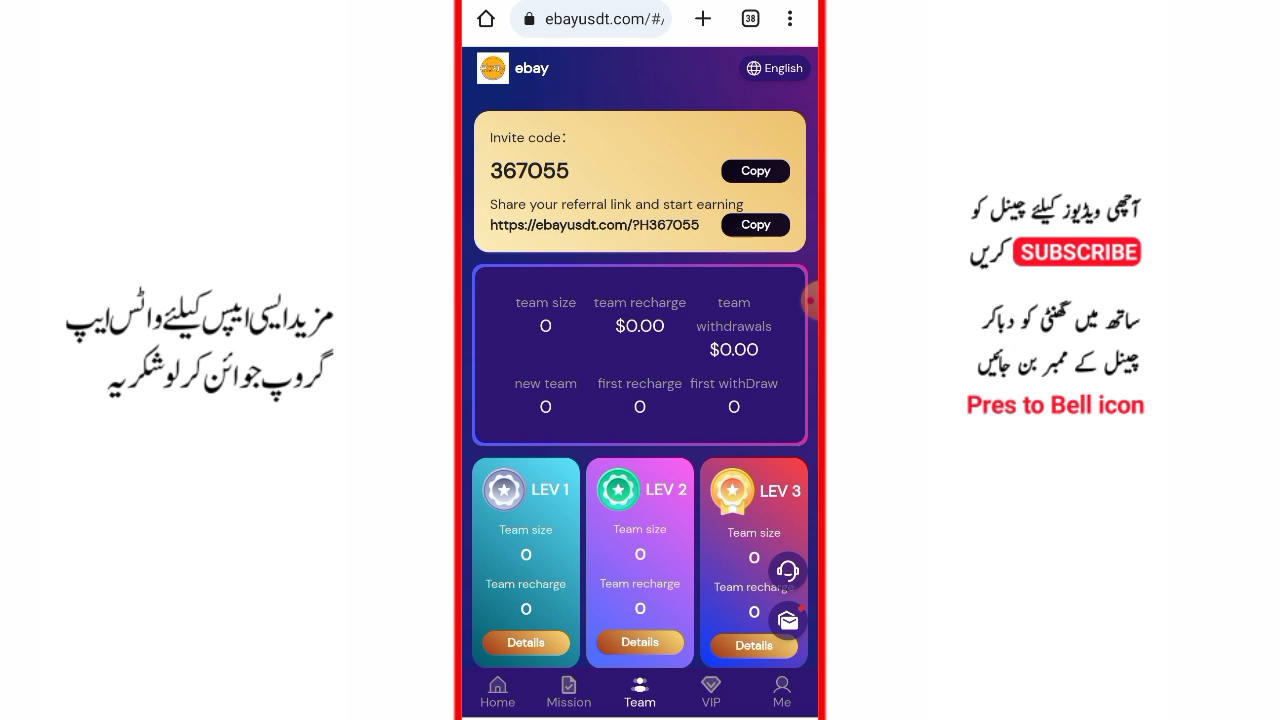 ebayusdt.com/#/
38
ebay
English
Invite code:
367055
Copy
Share your referral link and start earning
https://ebayusdt.com/?H367055
Copy
team size
team recharge
team withdrawals
0
$0.00
$0.00
new team
first recharge
first withDraw
0
0
0
LEV 1
LEV 2
LEV 3
Team size
Team size
Team size
0
0
0
Team recharge
Team recharge
Team recharge
0
0
0
Details
Details
Details
Home
Mission
Team
VIP
Me
مزید ایسی ایپس کیلئے واٹس ایپ
گروپ جوائن کر لو شکریہ
آچھی ویڈیوز کیلئے چینل کو
SUBSCRIBE کریں
ساتھ میں گھنٹی کو دباکر
چینل کے ممبر بن جائیں
Pres to Bell icon